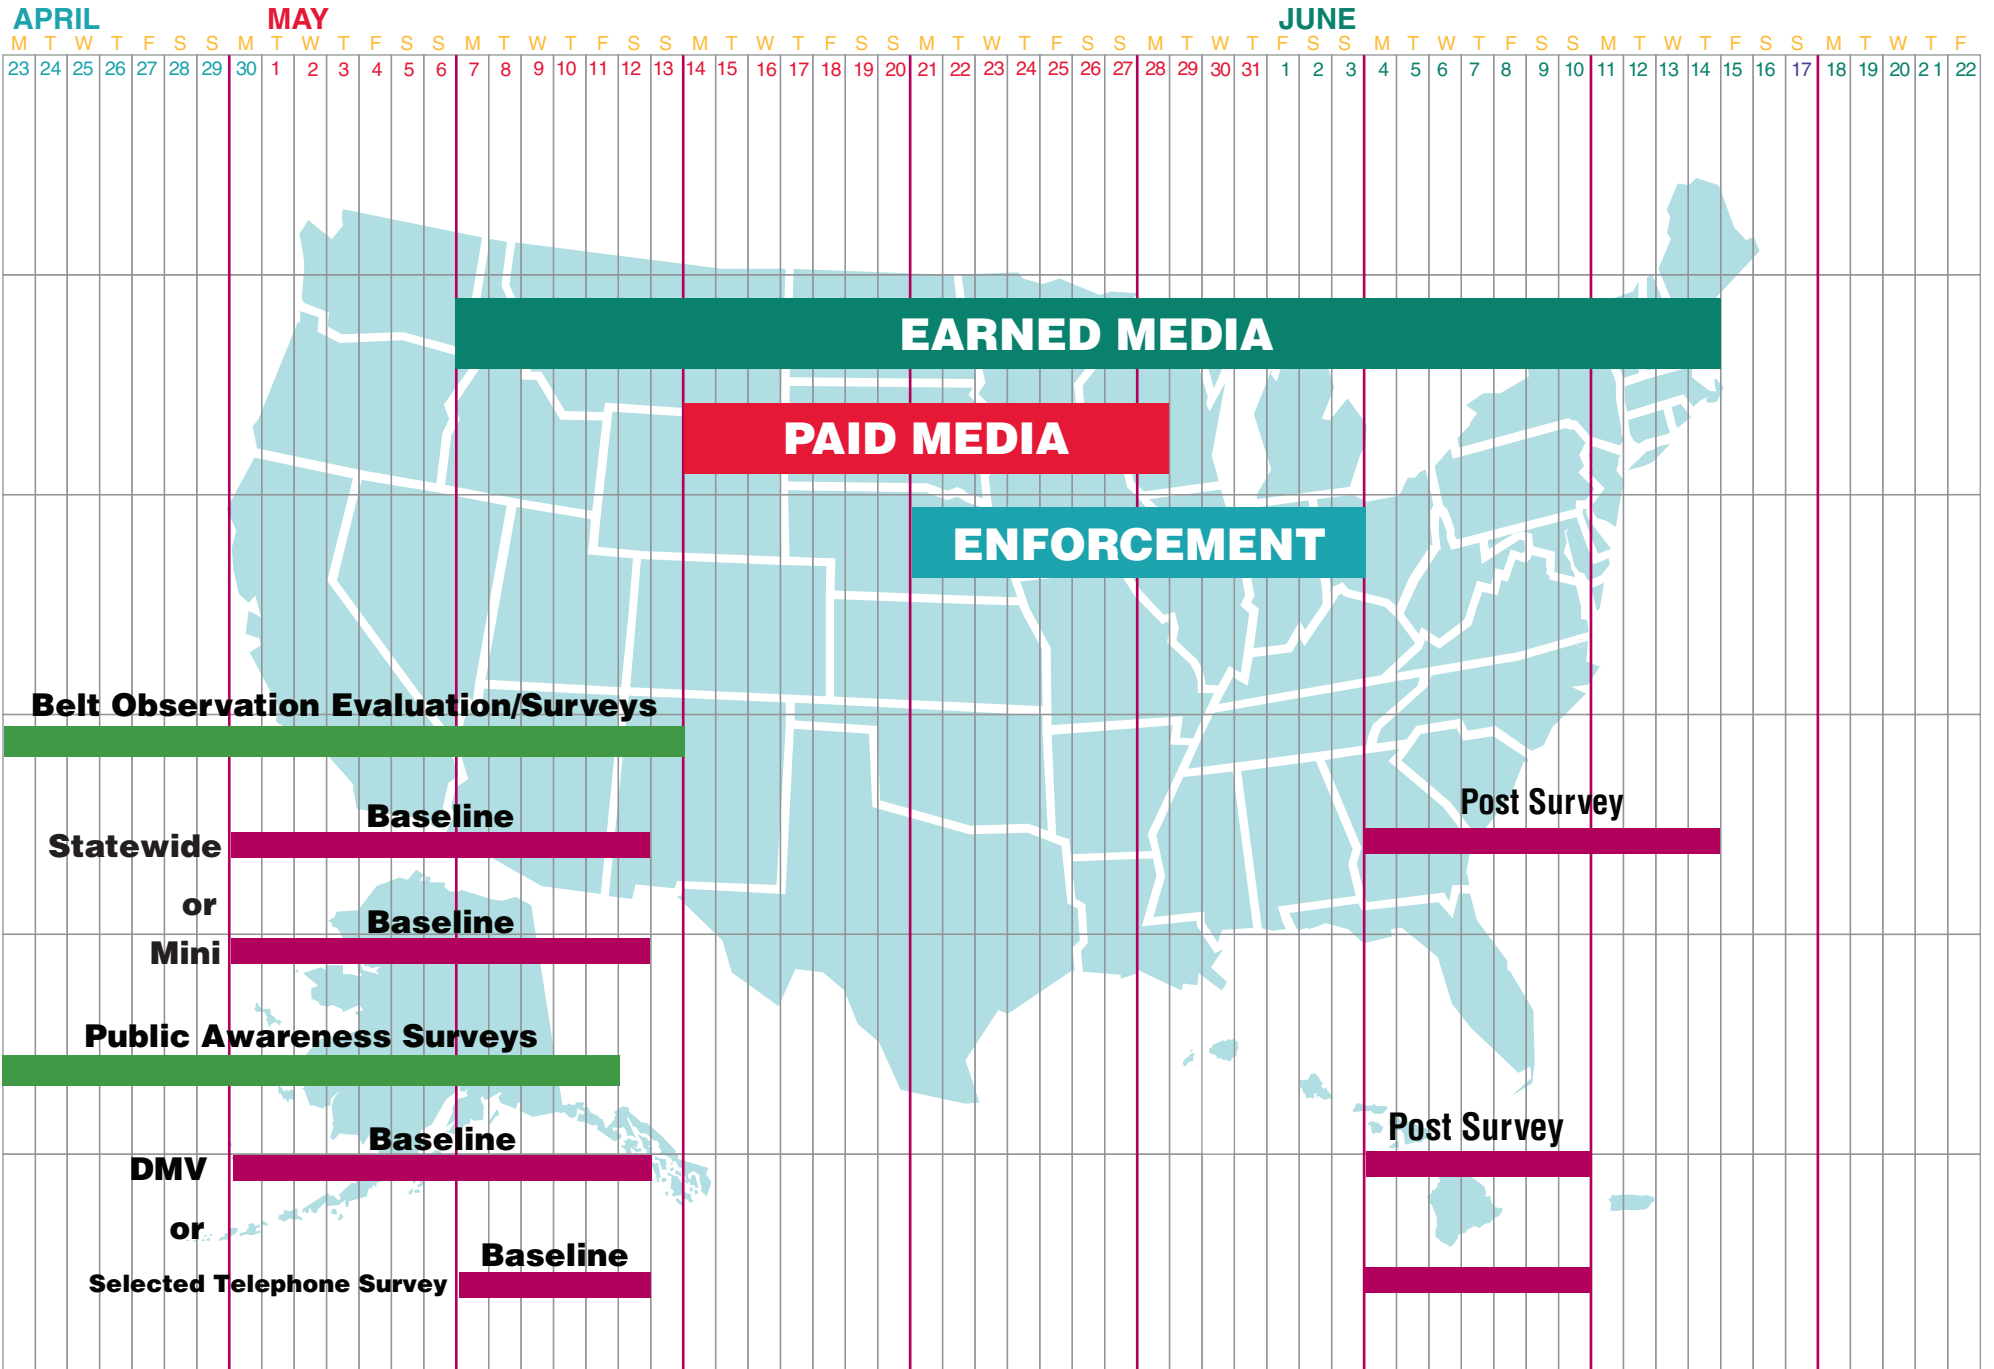 APRIL MAY JUNE
M T W T F S S M T W T F S S M T W T F S S M T W T F S S M T W T F S S M T W T F S S M T W T F S S M T W T F S S M T W T F
23 24 25 26 27 28 29 30 1 2 3 4 5 6 7 8 9 10 11 12 13 14 15 16 17 18 19 20 21 22 23 24 25 26 27 28 29 30 31 1 2 3 4 5 6 7 8 9 10 11 12 13 14 15 16 17 18 19 20 21 22
EARNED MEDIA
PAID MEDIA
ENFORCEMENT
Belt Observation Evaluation/Surveys
Baseline
Post Survey
Statewide
or
Baseline
Mini
Public Awareness Surveys
Baseline
Post Survey
DMV
or
Baseline
Selected Telephone Survey